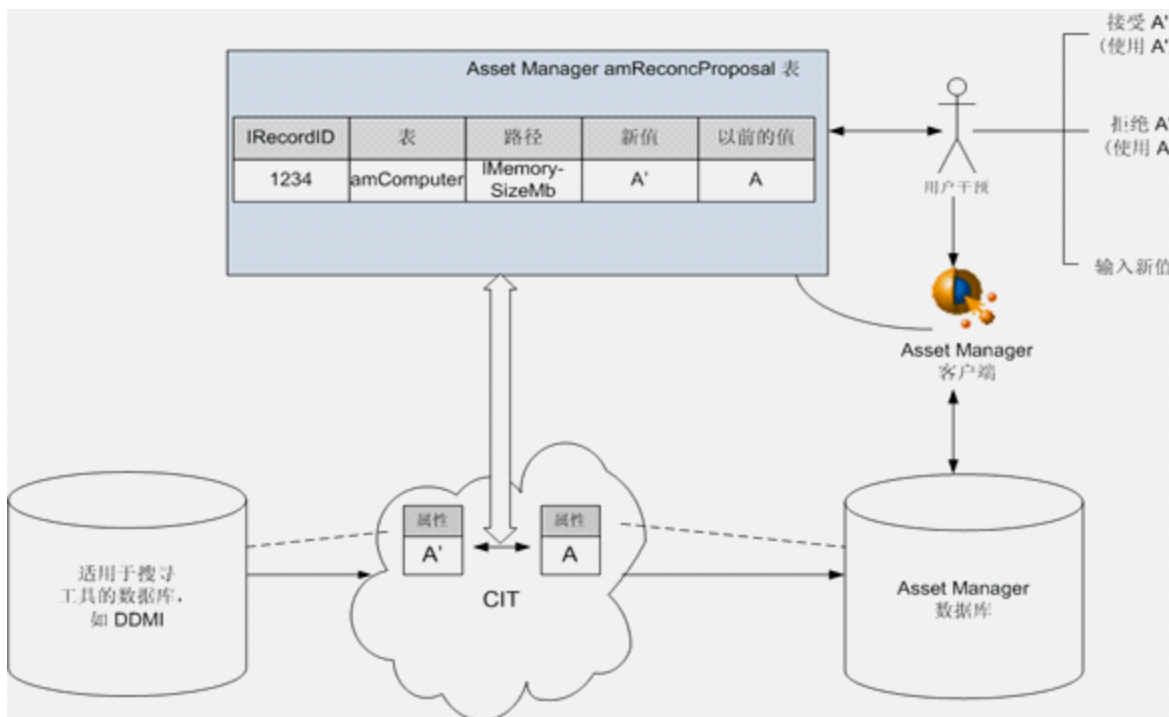 接受 A'
(使用 A'
Asset Manager amReconcProposal 表
IRecordID 表 路径 新值 以前的值
1234 amComputer IMemory-
SizeMb A' A
拒绝 A'
(使用 A
用户干预
输入新值
Asset Manager
客户端
属性 属性
A' A
CIT
适用于搜寻
工具的数据库，
如 DDMI
Asset Manager
数据库